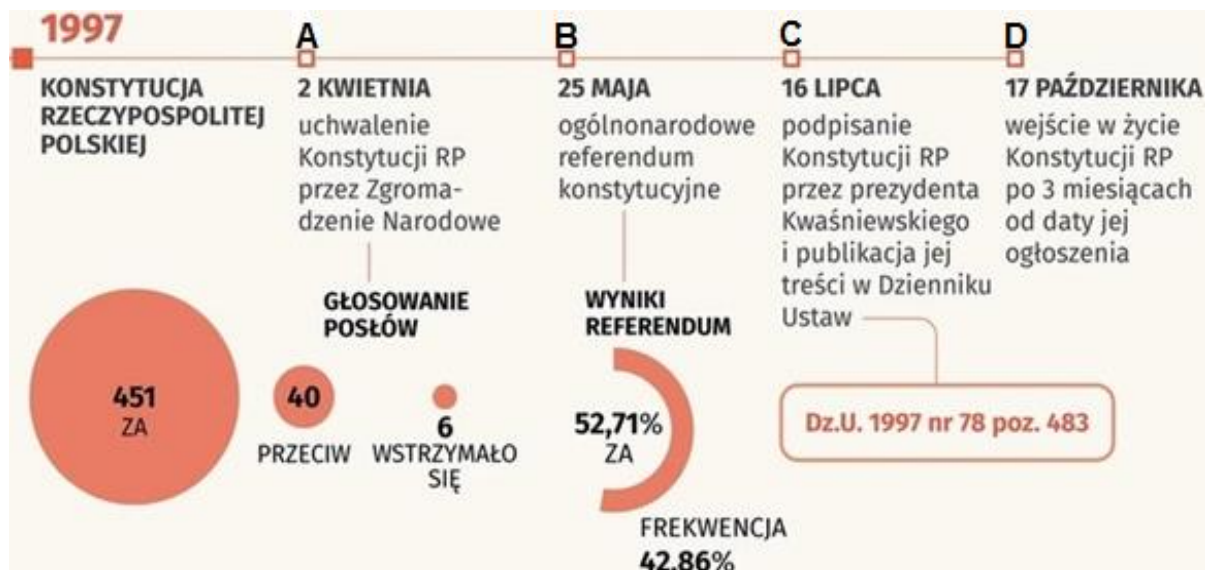 1997
A
B
C
D
KONSTYTUCJA
RZECZYPOSPOLITEJ
POLSKIEJ
2 KWIETNIA
uchwalenie
Konstytucji RP
przez Zgroma-
dzenie Narodowe
25 MAJA
ogólnonarodowe
referendum
konstytucyjne
16 LIPCA
podpisanie
Konstytucji RP
przez prezydenta
Kwaśniewskiego
i publikacja jej
treści w Dzienniku
Ustaw
17 PAŹDZIERNIKA
wejście w życie
Konstytucji RP
po 3 miesiącach
od daty jej
ogłoszenia
GŁOSOWANIE
POSŁÓW
451
ZA
40
PRZECIW
6
WSTRZYMAŁO
SIĘ
WYNIKI
REFERENDUM
52,71%
ZA
FREKWENCJA
42,86%
Dz.U. 1997 nr 78 poz. 483